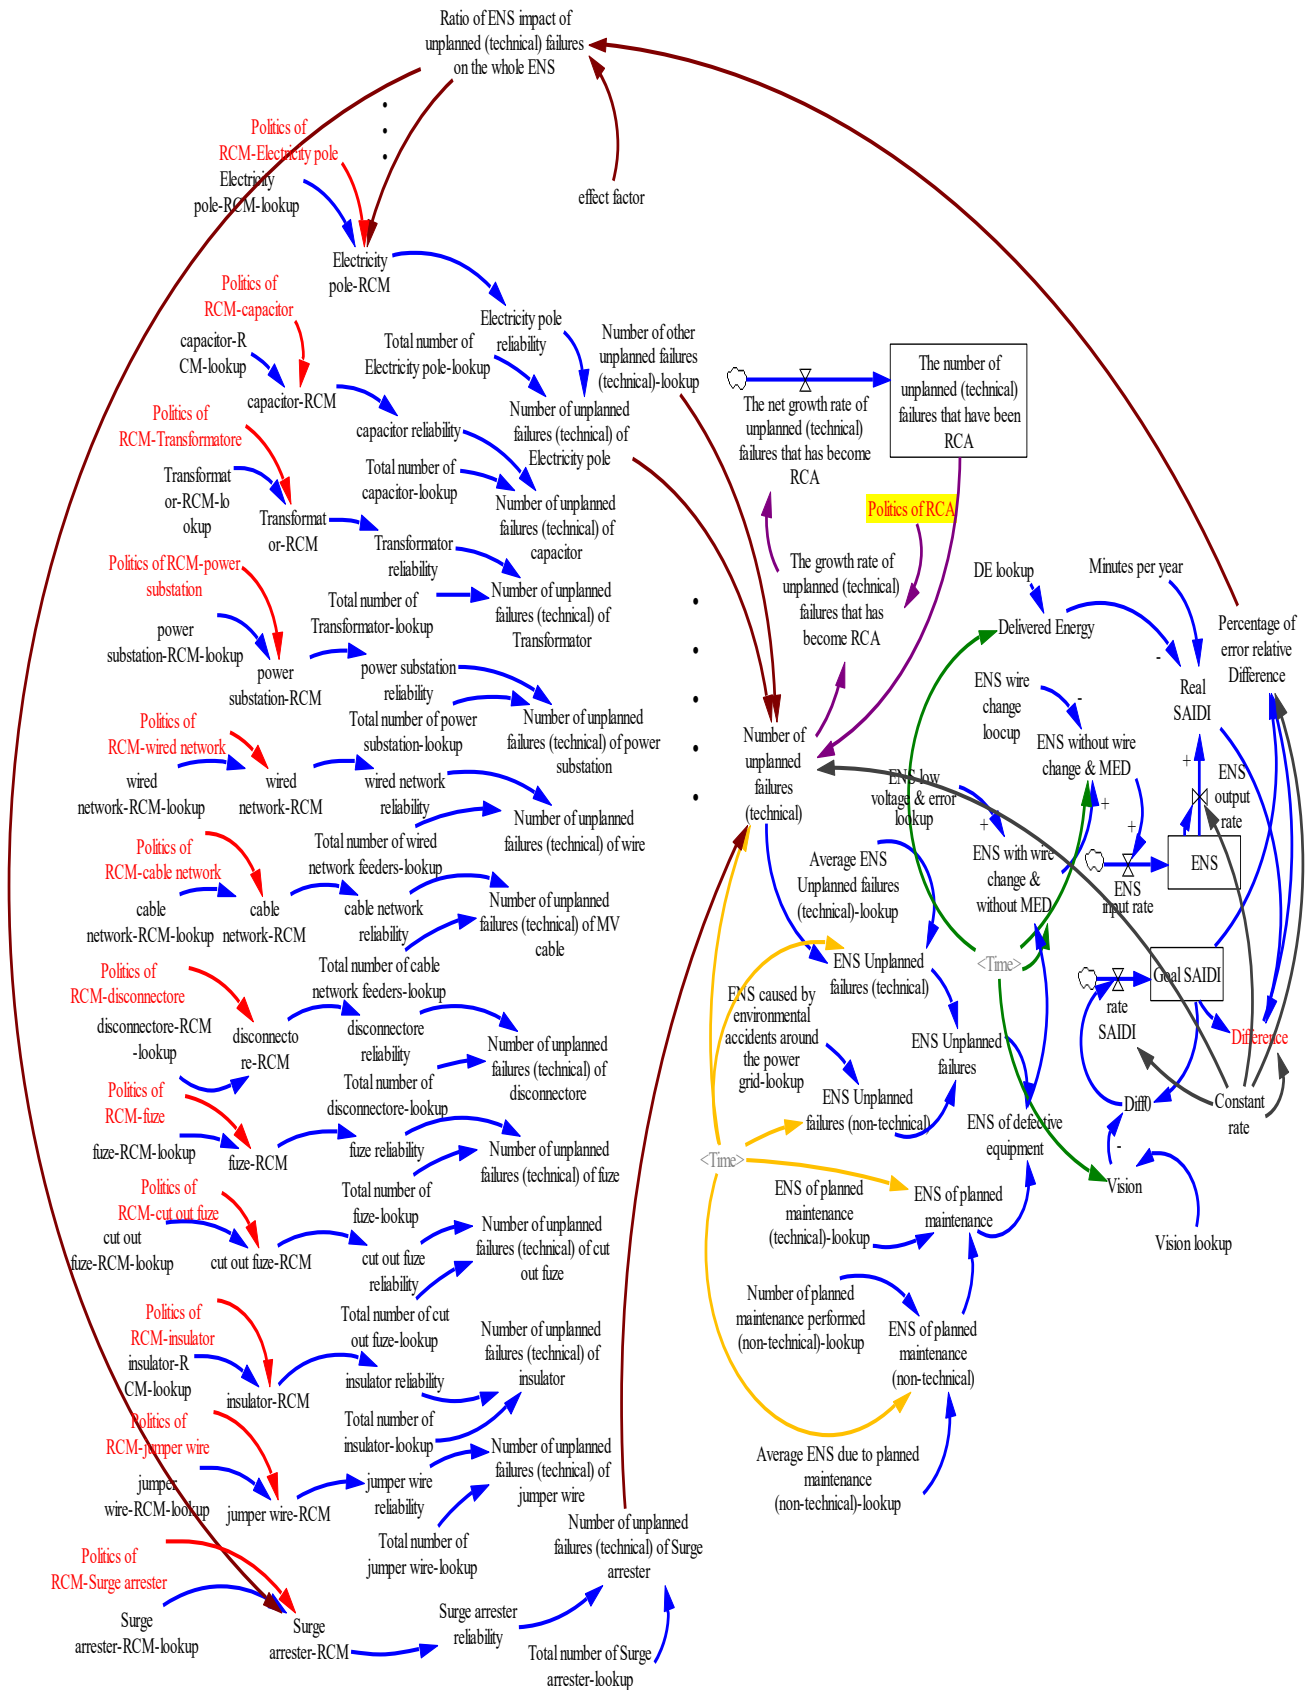 Ratio of ENS impact of
unplanned (technical) failures
on the whole ENS
effect factor
Politics of
RCM-Electricity pole
Electricity
pole-RCM-lookup
Electricity
pole-RCM
Electricity pole
reliability
Total number of
Electricity pole-lookup
Number of unplanned
failures (technical) of
Electricity pole
Number of other
unplanned failures
(technical)-lookup
Politics of
RCM-capacitor
capacitor-R
CM-lookup
capacitor-RCM
capacitor reliability
Total number of
capacitor-lookup
Number of unplanned
failures (technical) of
capacitor
Politics of
RCM-Transformatore
Transformat
or-RCM-lo
okup
Transformat
or-RCM
Transformator
reliability
Total number of
Transformator-lookup
Number of unplanned
failures (technical) of
Transformator
Politics of RCM-power
substation
power
substation-RCM-lookup
power
substation-RCM
power substation
reliability
Total number of power
substation-lookup
Number of unplanned
failures (technical) of power
substation
Politics of
RCM-wired network
wired
network-RCM-lookup
wired
network-RCM
wired network
reliability
Total number of wired
network feeders-lookup
Number of unplanned
failures (technical) of wire
Politics of
RCM-cable network
cable
network-RCM-lookup
cable
network-RCM
cable network
reliability
Total number of cable
network feeders-lookup
Number of unplanned
failures (technical) of MV
cable
Politics of
RCM-disconnectore
disconnectore-RCM
-lookup
disconnecto
re-RCM
disconnectore
reliability
Total number of
disconnectore-lookup
Number of unplanned
failures (technical) of
disconnectore
Politics of
RCM-fuze
fuze-RCM-lookup
fuze-RCM
fuze reliability
Total number of
fuze-lookup
Number of unplanned
failures (technical) of fuze
Politics of
RCM-cut out fuze
cut out
fuze-RCM-lookup
cut out fuze-RCM
cut out fuze
reliability
Total number of cut
out fuze-lookup
Number of unplanned
failures (technical) of cut
out fuze
Politics of
RCM-insulator
insulator-R
CM-lookup
insulator-RCM
insulator reliability
Total number of
insulator-lookup
Number of unplanned
failures (technical) of
insulator
Politics of
RCM-jumper wire
jumper
wire-RCM-lookup
jumper wire-RCM
jumper wire
reliability
Total number of
jumper wire-lookup
Number of unplanned
failures (technical) of
jumper wire
Politics of
RCM-Surge arrester
Surge
arrester-RCM-lookup
Surge
arrester-RCM
Surge arrester
reliability
Total number of Surge
arrester-lookup
Number of unplanned
failures (technical) of Surge
arrester
The net growth rate of
unplanned (technical)
failures that has become
RCA
The number of
unplanned (technical)
failures that have been
RCA
Politics of RCA
The growth rate of
unplanned (technical)
failures that has
become RCA
Number of
unplanned
failures
(technical)
DE lookup
Minutes per year
Delivered Energy
-
Real
SAIDI
Percentage of
error relative
Difference
ENS wire
change
loocup
-
ENS without wire
change & MED
+
ENS
output
rate
+
+
ENS low
voltage & error
lookup
+
ENS with wire
change &
without MED
ENS
input rate
ENS
Average ENS
Unplanned failures
(technical)-lookup
ENS Unplanned
failures (technical)
<Time>
Goal SAIDI
rate
SAIDI
Difference
ENS caused by
environmental
accidents around
the power
grid-lookup
ENS Unplanned
failures
ENS Unplanned
failures (non-technical)
ENS of defective
equipment
Diff0
Constant
rate
-
Vision
Vision lookup
<Time>
ENS of planned
maintenance
(technical)-lookup
ENS of planned
maintenance
Number of planned
maintenance performed
(non-technical)-lookup
ENS of planned
maintenance
(non-technical)
Average ENS due to planned
maintenance
(non-technical)-lookup